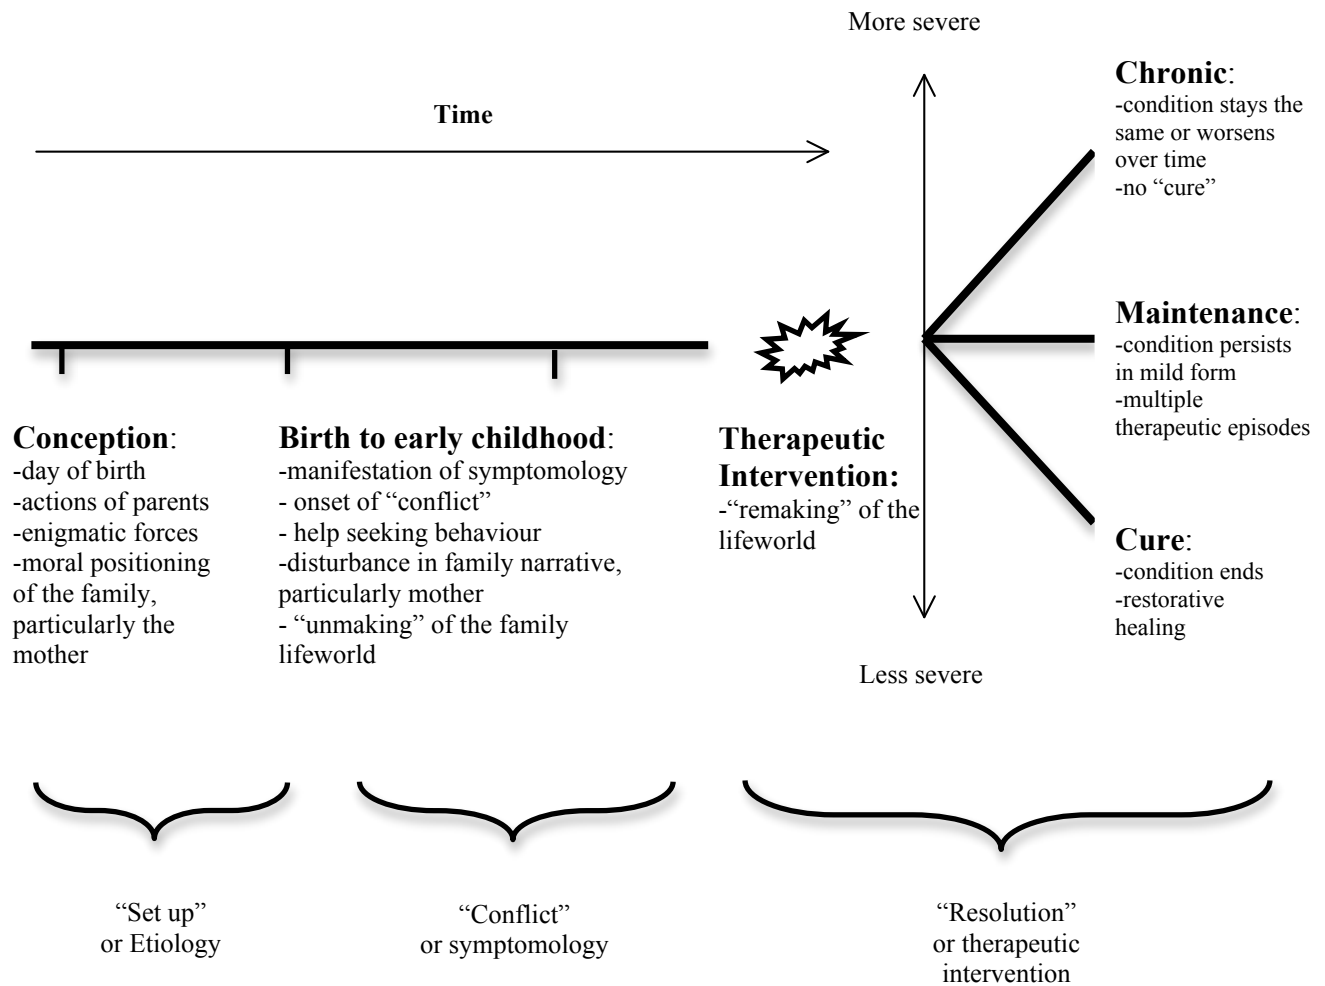 More severe
Time
Chronic:
-condition stays the
same or worsens
over time
-no “cure”
Maintenance:
-condition persists
in mild form
-multiple
therapeutic episodes
Conception:
-day of birth
-actions of parents
-enigmatic forces
-moral positioning
of the family,
particularly the
mother
Birth to early childhood:
-manifestation of symptomology
- onset of “conflict”
- help seeking behaviour
-disturbance in family narrative,
particularly mother
- “unmaking” of the family
lifeworld
Therapeutic
Intervention:
-“remaking” of the
lifeworld
Cure:
-condition ends
-restorative
healing
Less severe
“Set up”
or Etiology
“Conflict”
or symptomology
“Resolution”
or therapeutic
intervention